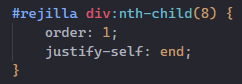 #rejilla div:nth-child(8) {
    order: 1;
    justify-self: end;
}